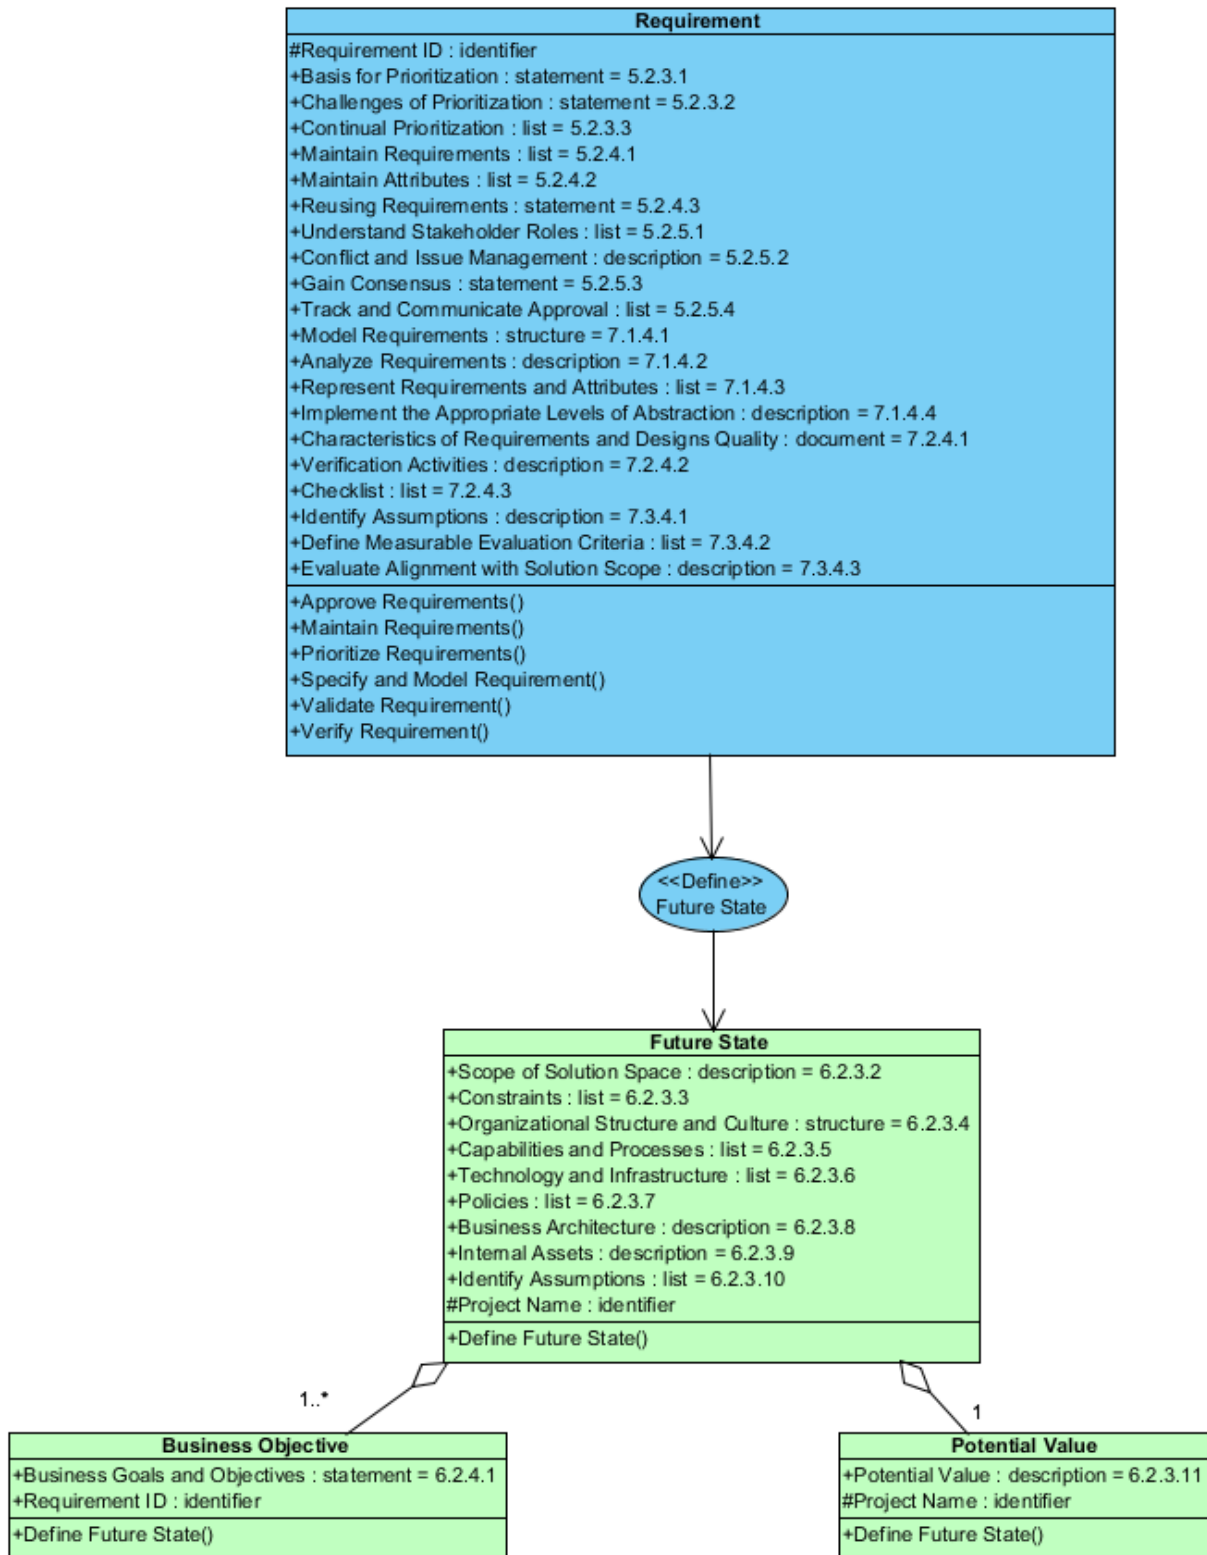 Requirement
#Requirement ID : identifier
+Basis for Prioritization : statement = 5.2.3.1
+Challenges of Prioritization : statement = 5.2.3.2
+Continual Prioritization : list = 5.2.3.3
+Maintain Requirements : list = 5.2.4.1
+Maintain Attributes : list = 5.2.4.2
+Reusing Requirements : statement = 5.2.4.3
+Understand Stakeholder Roles : list = 5.2.5.1
+Conflict and Issue Management : description = 5.2.5.2
+Gain Consensus : statement = 5.2.5.3
+Track and Communicate Approval : list = 5.2.5.4
+Model Requirements : structure = 7.1.4.1
+Analyze Requirements : description = 7.1.4.2
+Represent Requirements and Attributes : list = 7.1.4.3
+Implement the Appropriate Levels of Abstraction : description = 7.1.4.4
+Characteristics of Requirements and Designs Quality : document = 7.2.4.1
+Verification Activities : description = 7.2.4.2
+Checklist : list = 7.2.4.3
+Identify Assumptions : description = 7.3.4.1
+Define Measurable Evaluation Criteria : list = 7.3.4.2
+Evaluate Alignment with Solution Scope : description = 7.3.4.3
+Approve Requirements()
+Maintain Requirements()
+Prioritize Requirements()
+Specify and Model Requirement()
+Validate Requirement()
+Verify Requirement()
<<Define>>
Future State
Future State
+Scope of Solution Space : description = 6.2.3.2
+Constraints : list = 6.2.3.3
+Organizational Structure and Culture : structure = 6.2.3.4
+Capabilities and Processes : list = 6.2.3.5
+Technology and Infrastructure : list = 6.2.3.6
+Policies : list = 6.2.3.7
+Business Architecture : description = 6.2.3.8
+Internal Assets : description = 6.2.3.9
+Identify Assumptions : list = 6.2.3.10
#Project Name : identifier
+Define Future State()
1..*
1
Business Objective
+Business Goals and Objectives : statement = 6.2.4.1
+Requirement ID : identifier
+Define Future State()
Potential Value
+Potential Value : description = 6.2.3.11
#Project Name : identifier
+Define Future State()